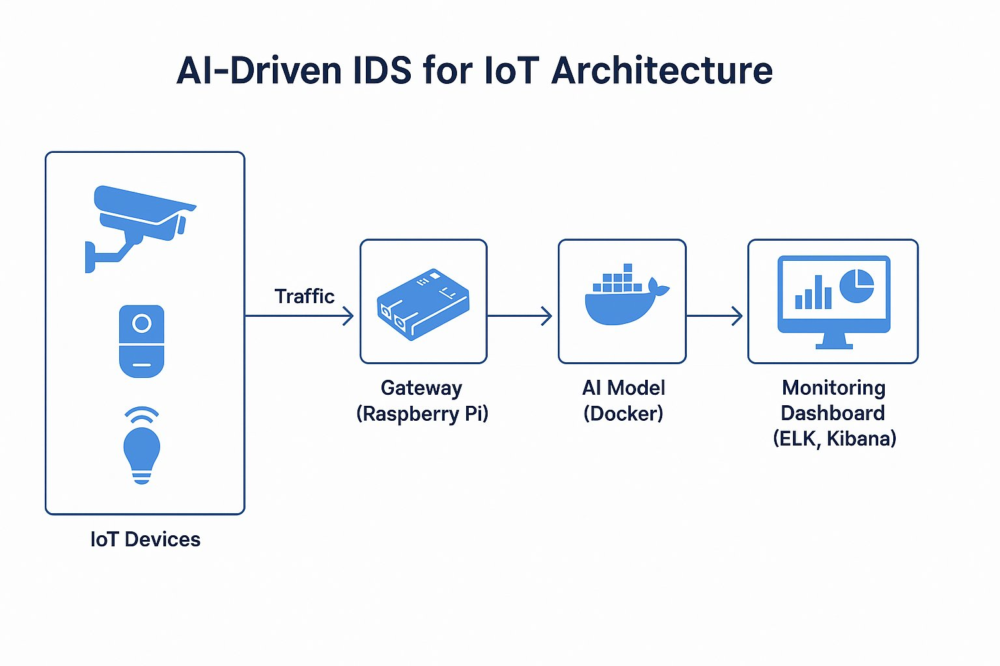 AI-Driven IDS for IoT Architecture
Traffic
IoT Devices
Gateway
(Raspberry Pi)
AI Model
(Docker)
Monitoring
Dashboard
(ELK, Kibana)